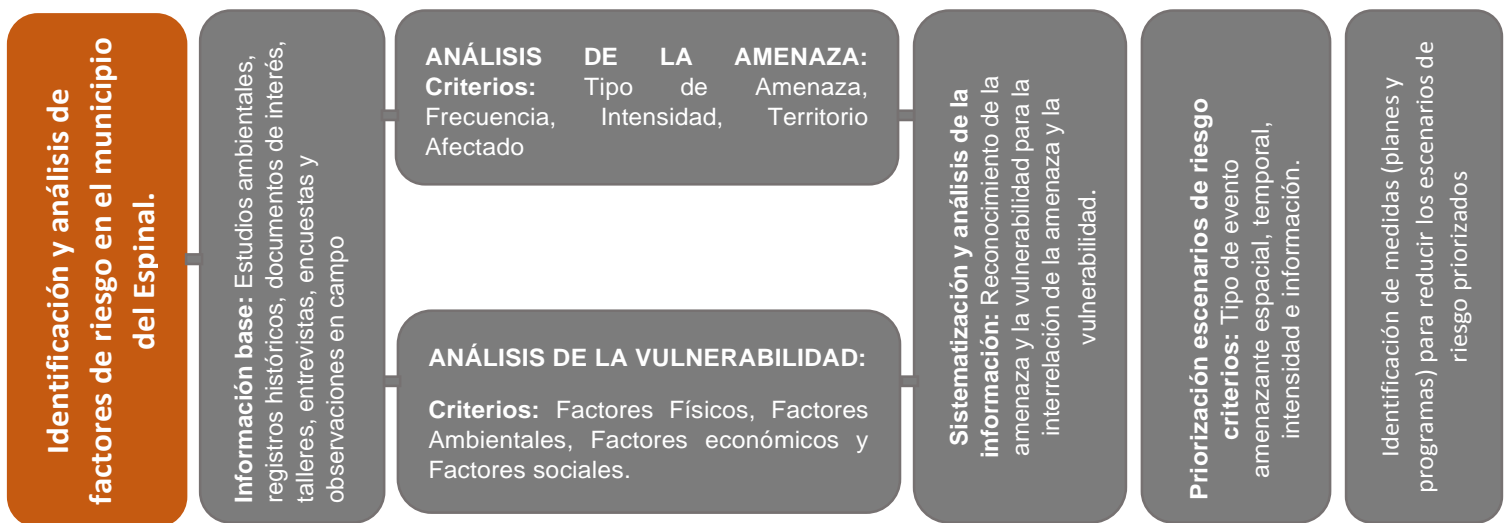 Identificación y análisis de
factores de riesgo en el municipio
del Espinal.
Información base: Estudios ambientales,
registros históricos, documentos de interés,
talleres, entrevistas, encuestas y
observaciones en campo
ANÁLISIS DE LA AMENAZA:
Criterios: Tipo de Amenaza,
Frecuencia, Intensidad, Territorio
Afectado
ANÁLISIS DE LA VULNERABILIDAD:
Criterios: Factores Físicos, Factores
Ambientales, Factores económicos y
Factores sociales.
Sistematización y análisis de la
información: Reconocimiento de la
amenaza y la vulnerabilidad para la
interrelación de la amenaza y la
vulnerabilidad.
Priorización escenarios de riesgo
criterios: Tipo de evento
amenazante espacial, temporal,
intensidad e información.
Identificación de medidas (planes y
programas) para reducir los escenarios de
riesgo priorizados